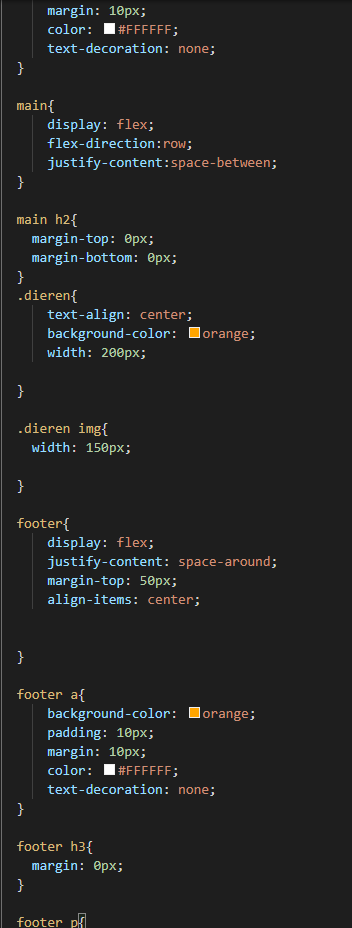 margin: 10px;
color: #FFFFFF;
text-decoration: none;
}
main{
display: flex;
flex-direction:row;
justify-content:space-between;
}
main h2{
margin-top: 0px;
margin-bottom: 0px;
}
.dieren{
text-align: center;
background-color: orange;
width: 200px;
}
.dieren img{
width: 150px;
}
footer{
display: flex;
justify-content: space-around;
margin-top: 50px;
align-items: center;
}
footer a{
background-color: orange;
padding: 10px;
margin: 10px;
color: #FFFFFF;
text-decoration: none;
}
footer h3{
margin: 0px;
}
footer p{